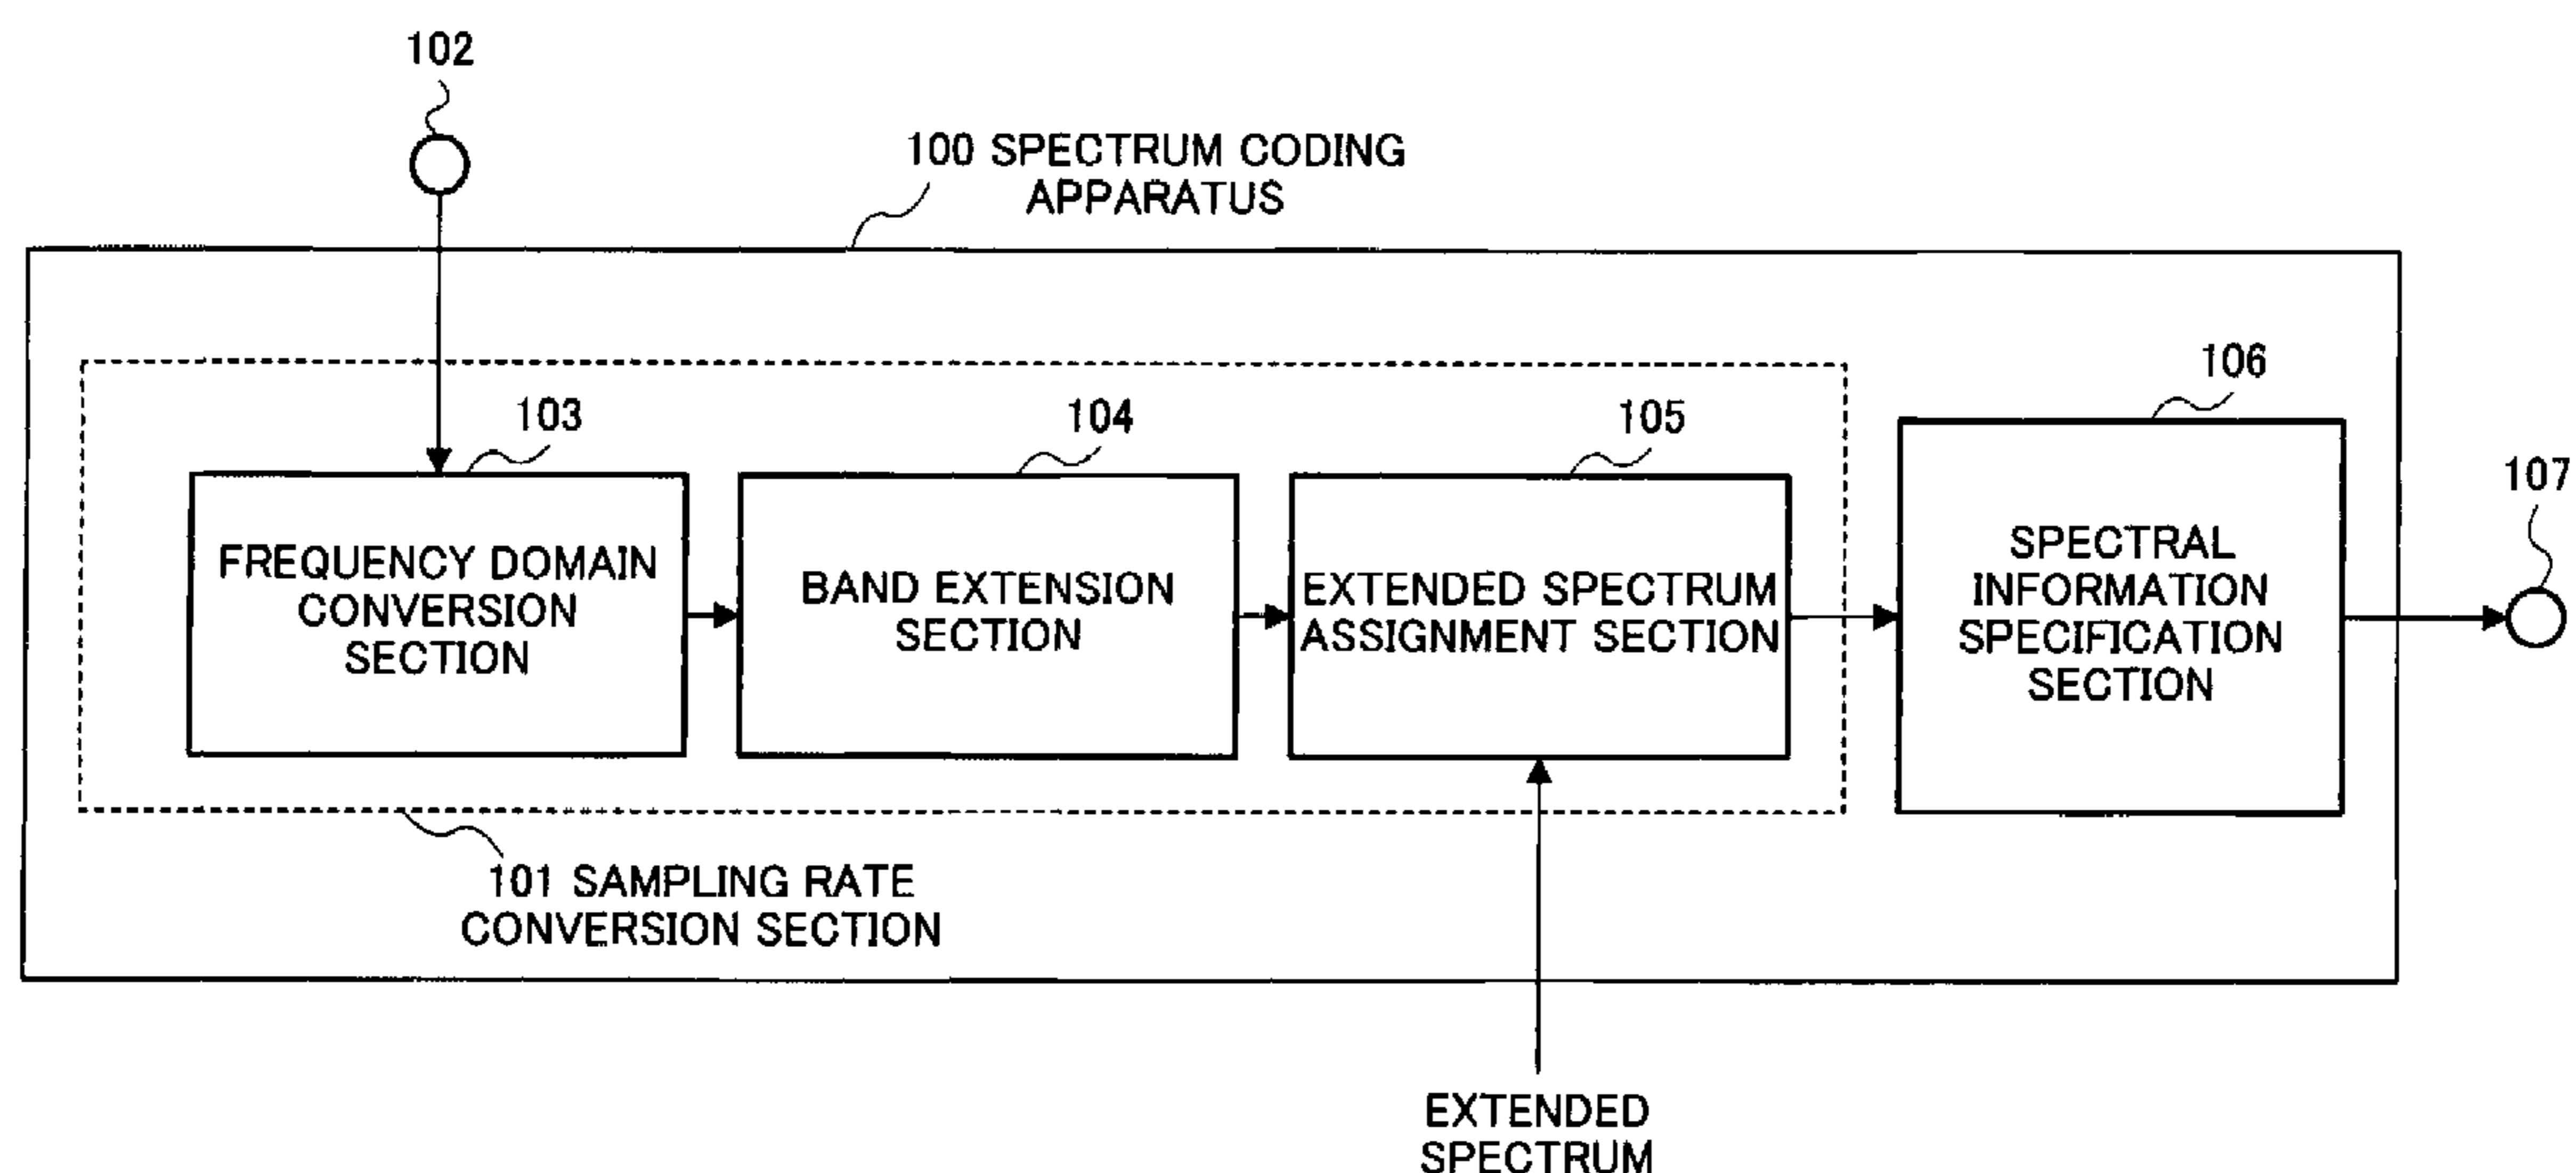 102
100 SPECTRUM CODING
APPARATUS
106
103
104
105
107
FREQUENCY DOMAIN
CONVERSION
SECTION
BAND EXTENSION
SECTION
EXTENDED SPECTRUM
ASSIGNMENT SECTION
SPECTRAL
INFORMATION
SPECIFICATION
SECTION
101 SAMPLING RATE
CONVERSION SECTION
EXTENDED
SPECTRUM